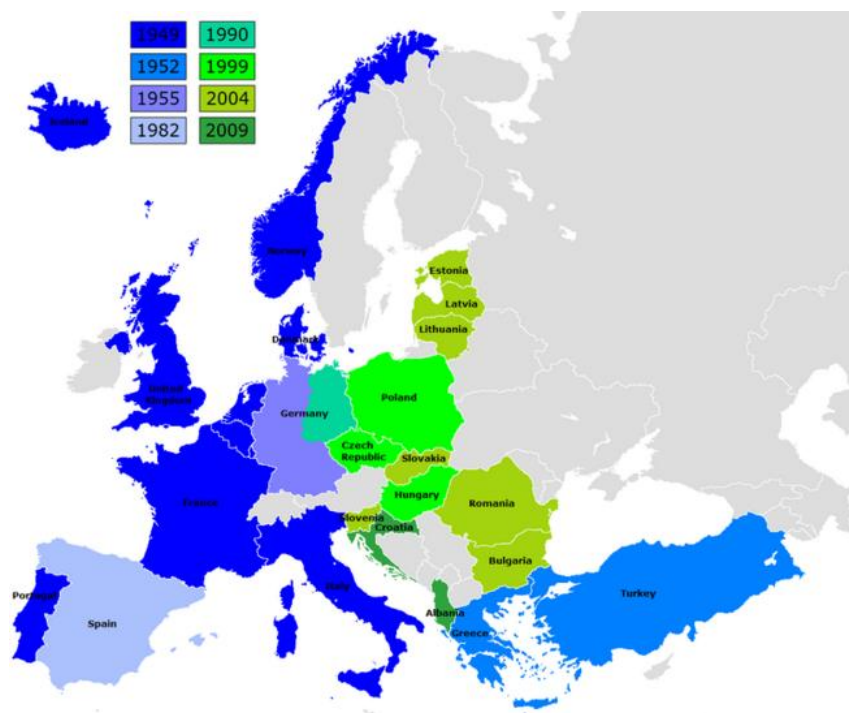 1949 1990
1952 1999
1955 2004
1982 2009
Iceland
Norway
Estonia
Latvia
Lithuania
Denmark
United
Kingdom
Poland
Germany
Czech
Republic
Slovakia
France
Hungary
Romania
Slovenia
Croatia
Bulgaria
Italy
Portugal
Spain
Turkey
Albania
Greece